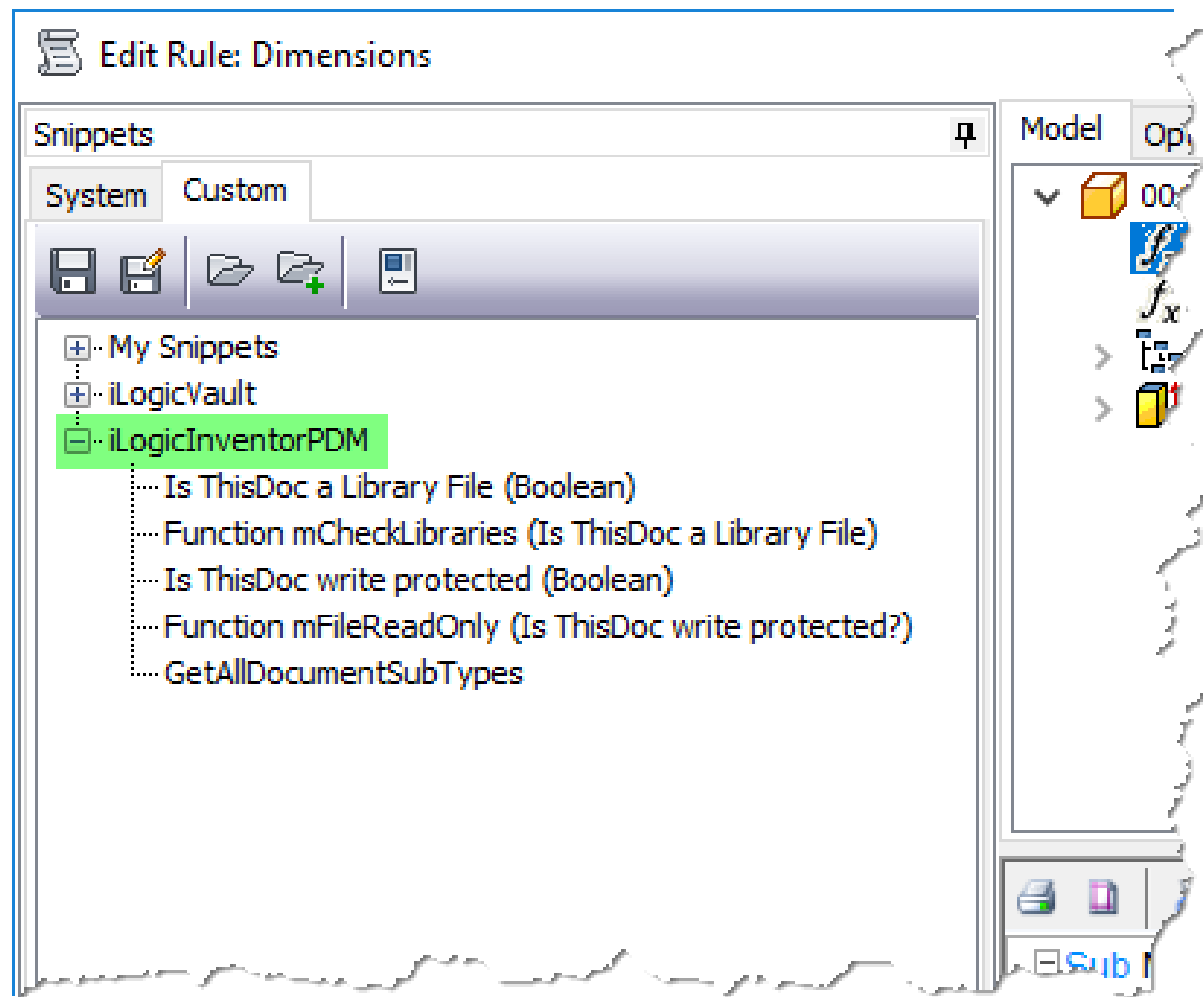 Edit Rule: Dimensions
Snippets
System Custom
My Snippets
iLogicVault
iLogicInventorPDM
Is ThisDoc a Library File (Boolean)
Function mCheckLibraries (Is ThisDoc a Library File)
Is ThisDoc write protected (Boolean)
Function mFileReadOnly (Is ThisDoc write protected?)
GetAllDocumentSubTypes
Model
Sub